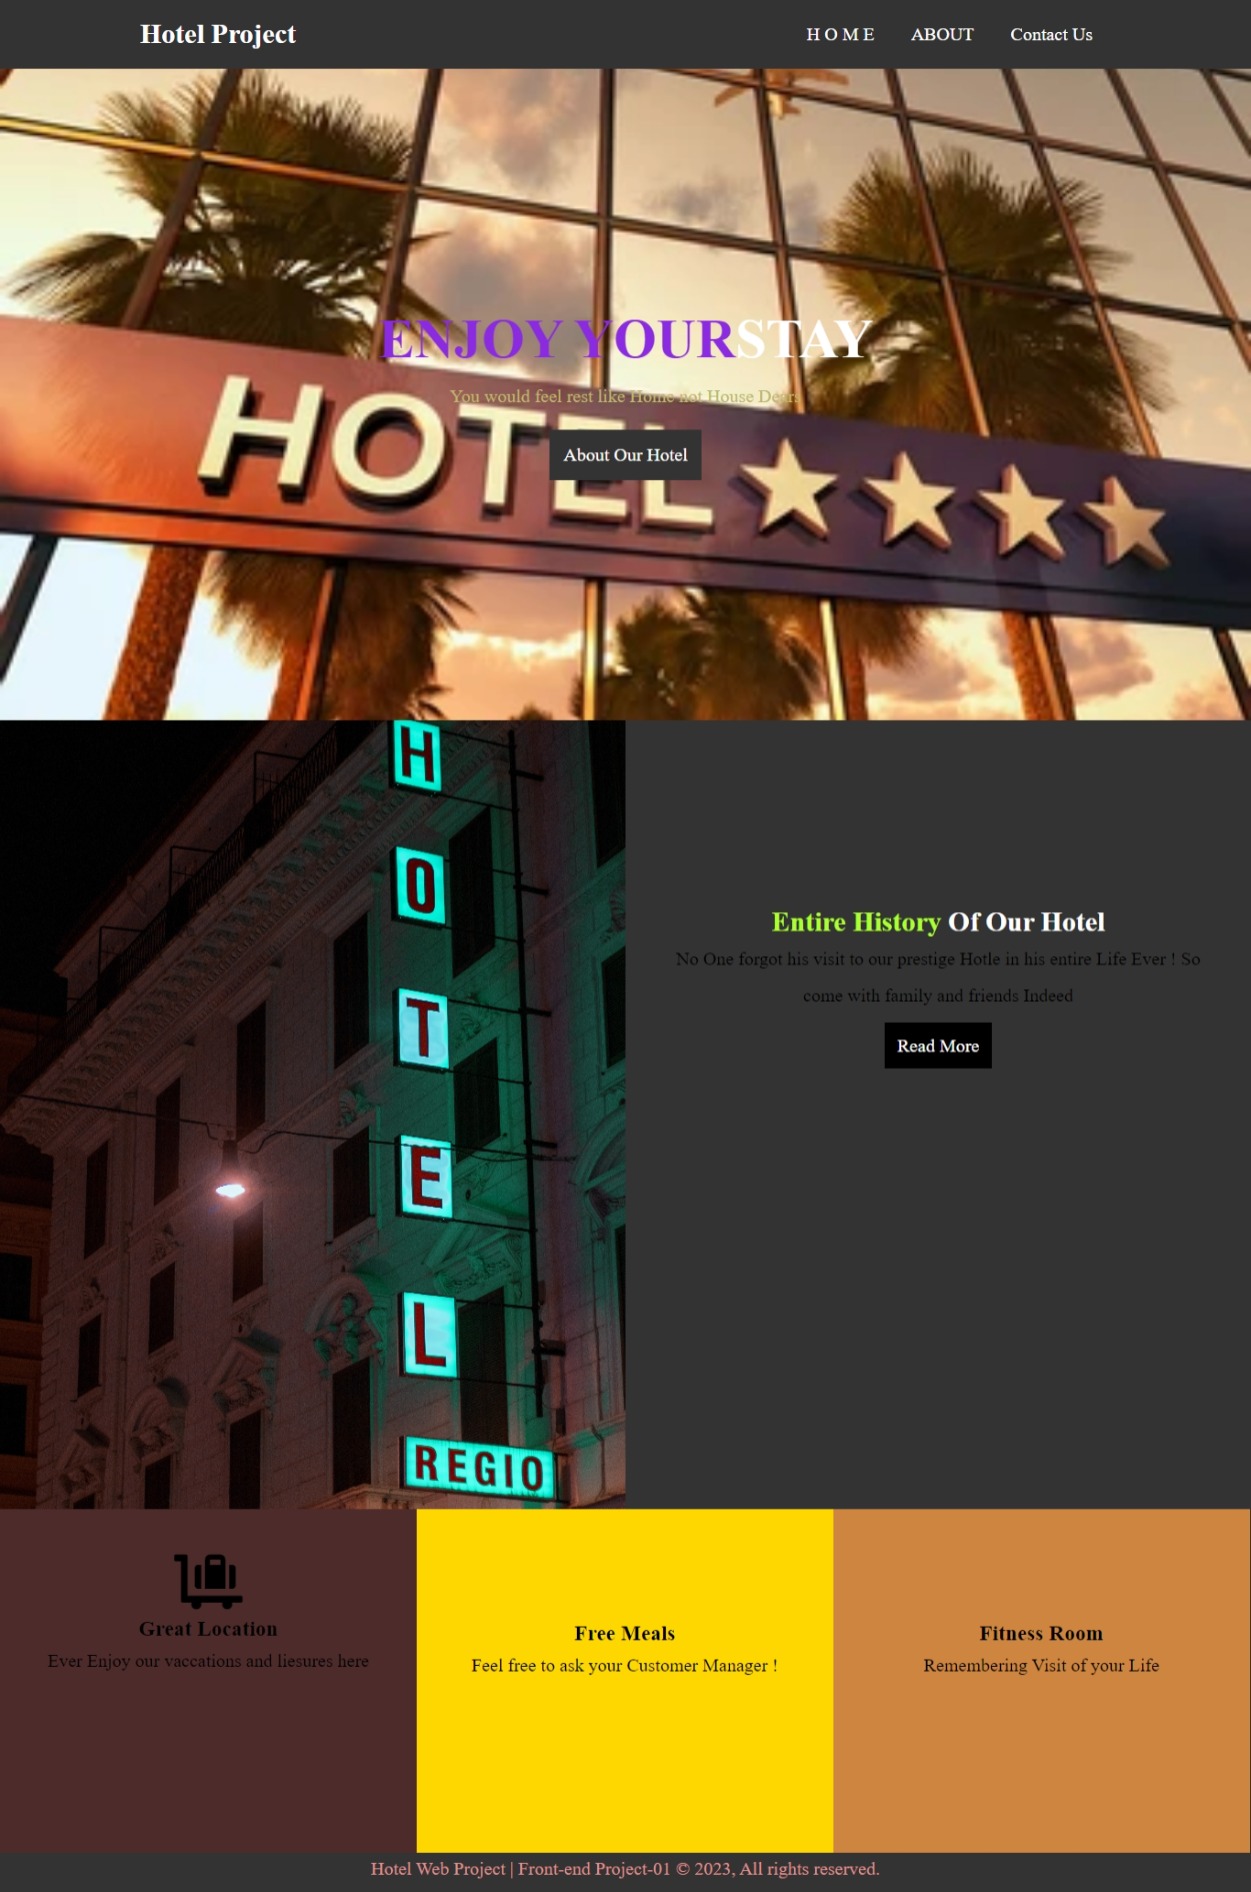 Hotel Project
H O M E ABOUT Contact Us
ENJOY YOURSTAY
You would feel rest like Home not House Dears
About Our Hotel
HOTEL
H
O
T
E
L
REGIO
Entire History Of Our Hotel
No One forgot his visit to our prestige Hotle in his entire Life Ever ! So
come with family and friends Indeed
Read More
Great Location
Ever Enjoy our vaccations and liesures here
Free Meals
Feel free to ask your Customer Manager !
Fitness Room
Remembering Visit of your Life
Hotel Web Project | Front-end Project-01 © 2023, All rights reserved.